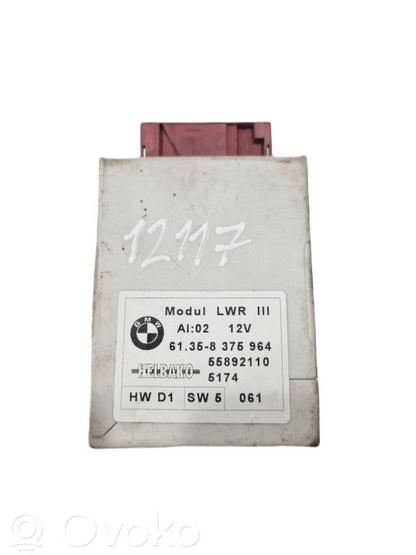 12117
BMW
Modul LWR III
AI:02 12V
61.35-8 375 964
55892110
HELBAKO 5174
HW D1 SW 5 061
Ovoko